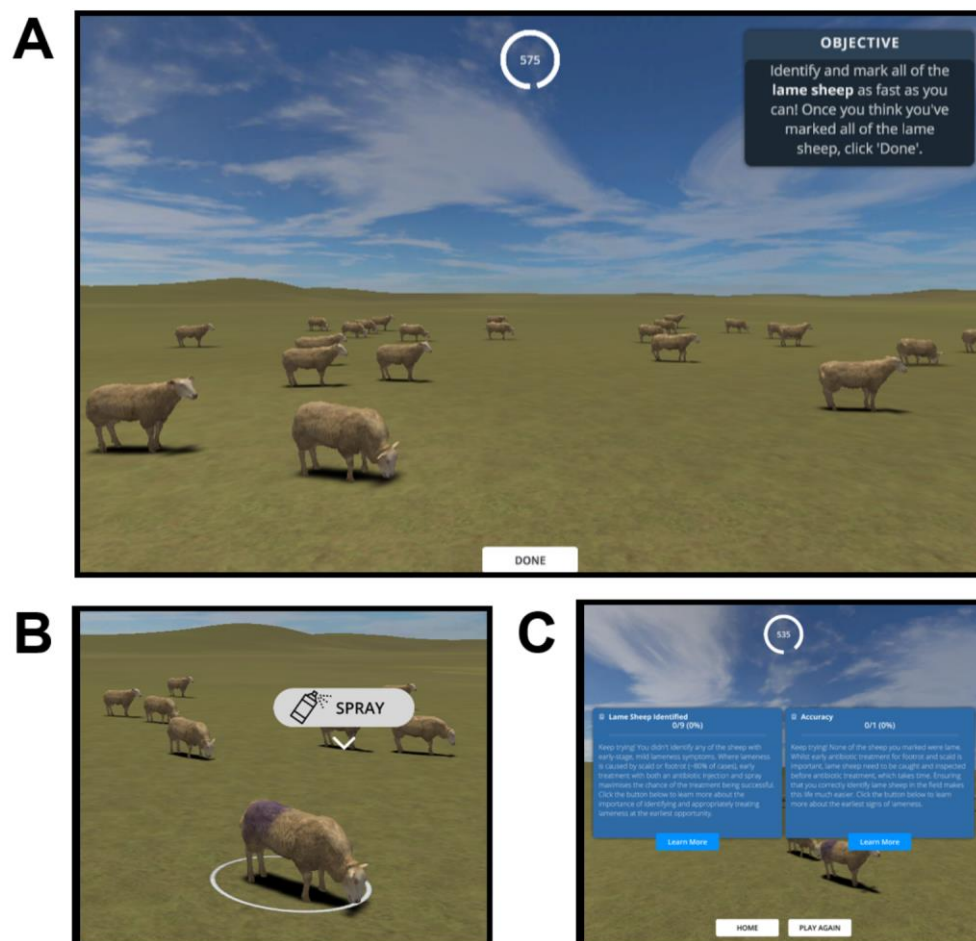 A
575
OBJECTIVE
Identify and mark all of the
lame sheep as fast as you
can! Once you think you've
marked all of the lame
sheep, click 'Done'.
DONE
B
SPRAY
C
535
Lame Sheep Identified
0/9 (0%)
Keep trying! You didn't identify any of the sheep with
early-stage, mild lameness symptoms. Where lameness
is caused by scald or footrot (~80% of cases), early
treatment with both an antibiotic injection and spray
maximises the chance of the treatment being successful.
Click the button below to learn more about the
importance of identifying and appropriately treating
lameness at the earliest opportunity.
Learn More
Accuracy
0/1 (0%)
Keep trying! None of the sheep you marked were lame.
Whilst early antibiotic treatment for footrot and scald is
important, lame sheep need to be caught and inspected
before antibiotic treatment, which takes time. Ensuring
that you correctly identify lame sheep in the field makes
this life much easier. Click the button below to learn
more about the earliest signs of lameness.
Learn More
HOME
PLAY AGAIN